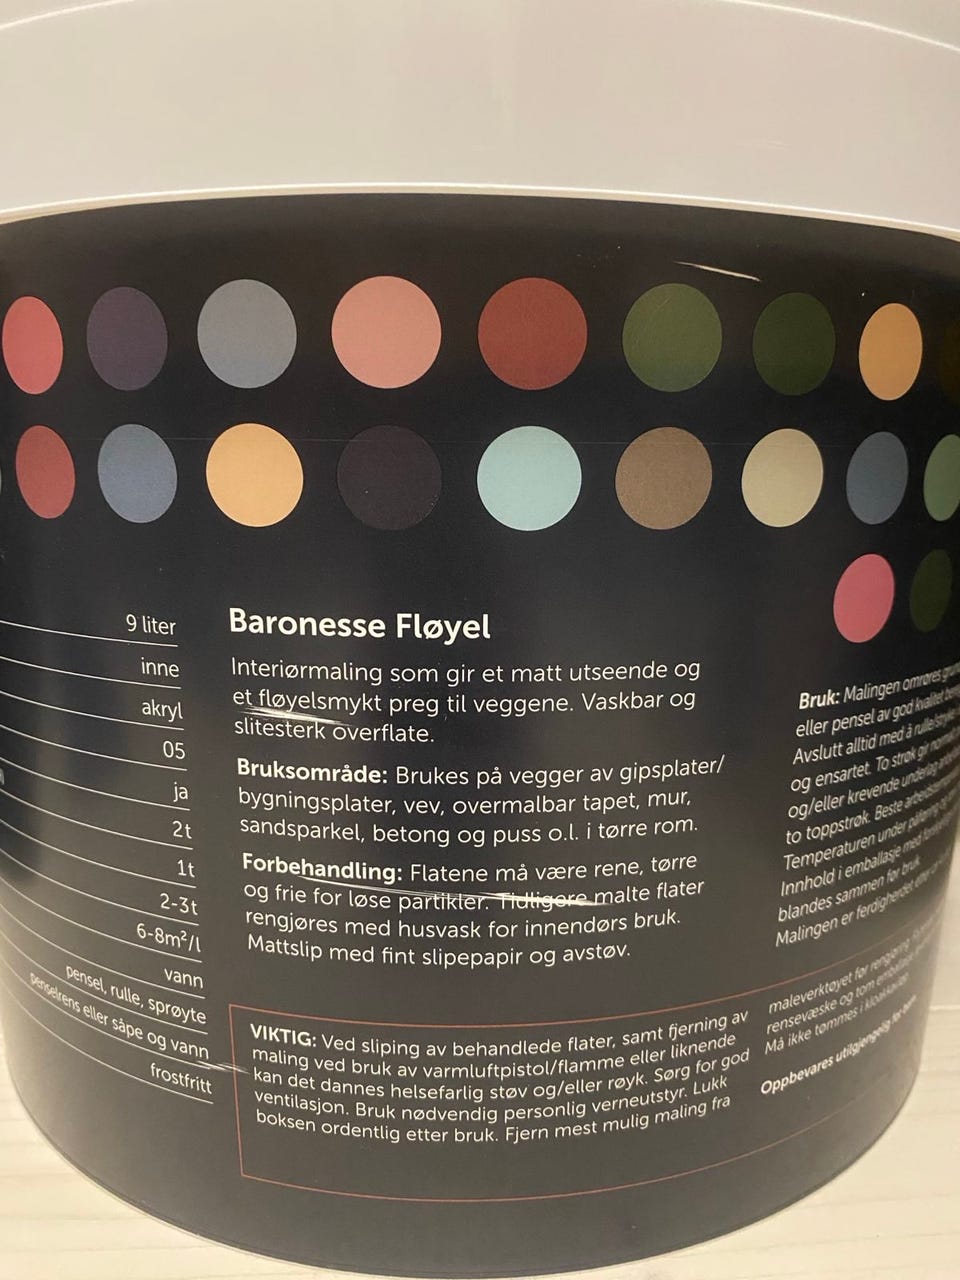 9 liter
inne
akryl
05
ja
2t
1t
2-3t
6-8m²/l
vann
pensel, rulle, sprøyte
penselrens eller såpe og vann
frostfritt
Baronesse Fløyel
Interiørmaling som gir et matt utseende og
et fløyelsmykt preg til veggene. Vaskbar og
slitesterk overflate.
Bruksområde: Brukes på vegger av gipsplater/
bygningsplater, vev, overmalbar tapet, mur,
sandsparkel, betong og puss o.l. i tørre rom.
Forbehandling: Flatene må være rene, tørre
og frie for løse partikler. Tidligere malte flater
rengjøres med husvask for innendørs bruk.
Mattslip med fint slipepapir og avstøv.
VIKTIG: Ved sliping av behandlede flater, samt fjerning av
maling ved bruk av varmluftpistol/flamme eller liknende
kan det dannes helsefarlig støv og/eller røyk. Sørg for god
ventilasjon. Bruk nødvendig personlig verneutstyr. Lukk
boksen ordentlig etter bruk. Fjern mest mulig maling fra
Bruk: Malingen omrøres
eller pensel av god kvalitet
Avslutt alltid med å
og ensartet. To strøk gir
og/eller krevende underlag
to toppstrøk. Beste
Temperaturen under
Innhold i emballasje med
blandes sammen før bruk.
Malingen er ferdigherdet etter
maleverktøyet før rengjøring.
rensevæske og tom emballasje
Må ikke tømmes i kloakkavløp.
Oppbevares utilgjengelig for barn.